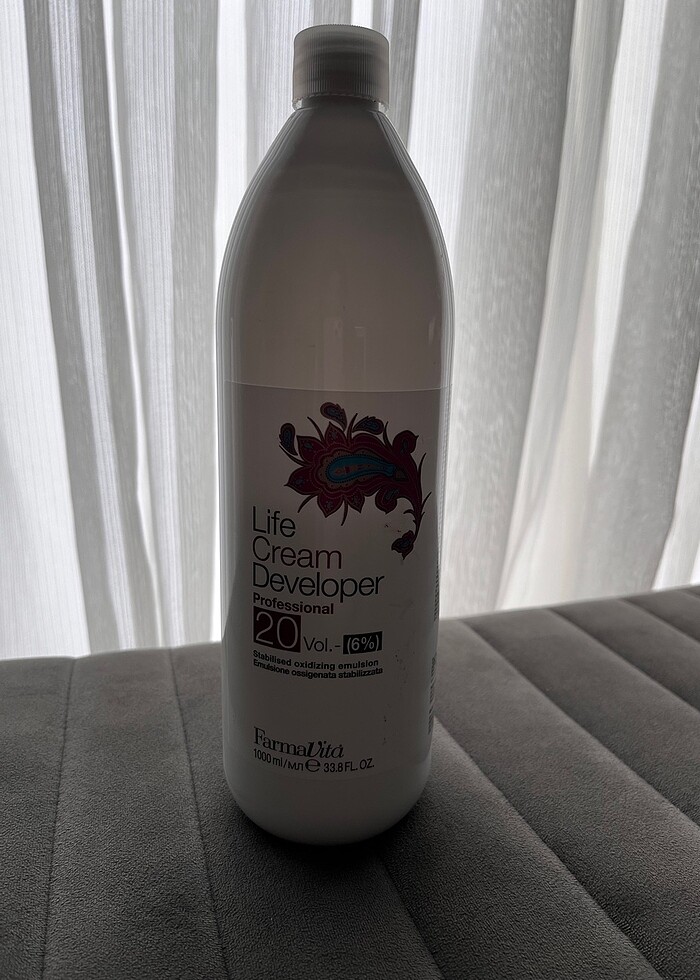 Life
Cream
Developer
Professional
20 Vol.- (6%)
Stabilised oxidizing emulsion
Emulsione ossigenata stabilizzata
FarmaVita
1000 ml/мл ℮ 33.8 FL. OZ.